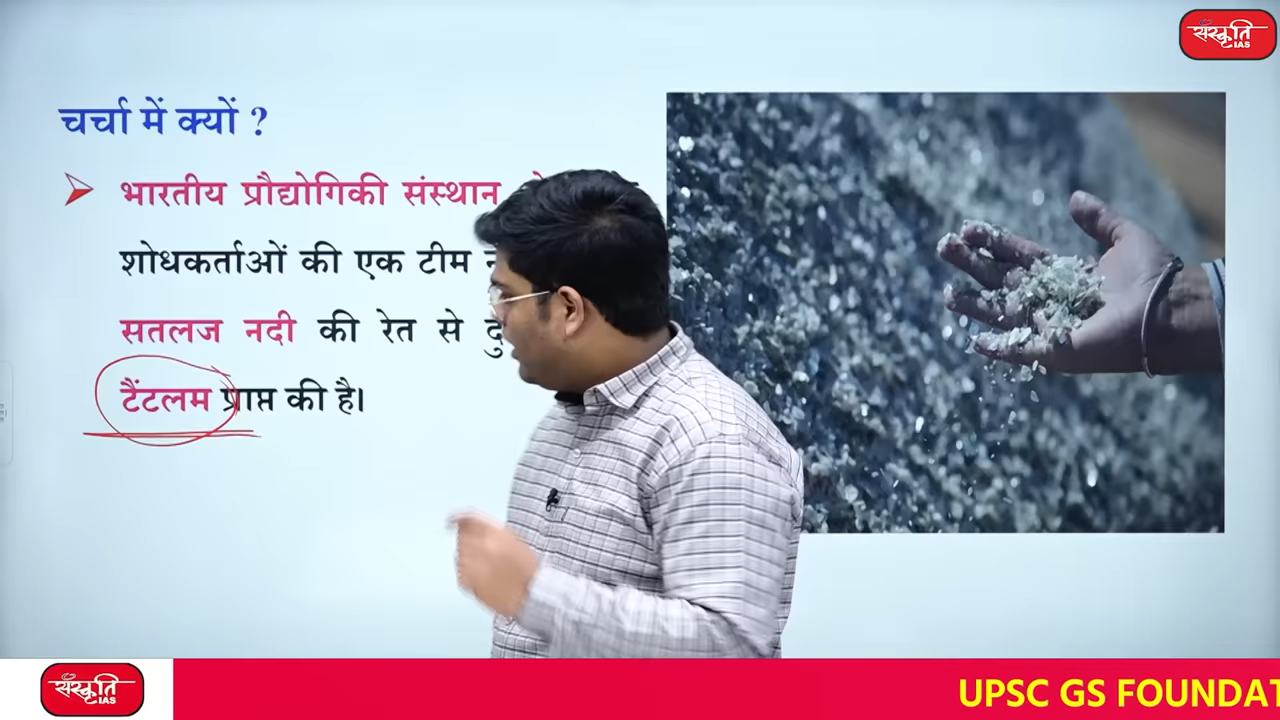 संस्कृति
IAS
चर्चा में क्यों ?
भारतीय प्रौद्योगिकी संस्थान
शोधकर्ताओं की एक टीम
सतलज नदी की रेत से
टैंटलम प्राप्त की है।
संस्कृति
IAS
UPSC GS FOUNDAT